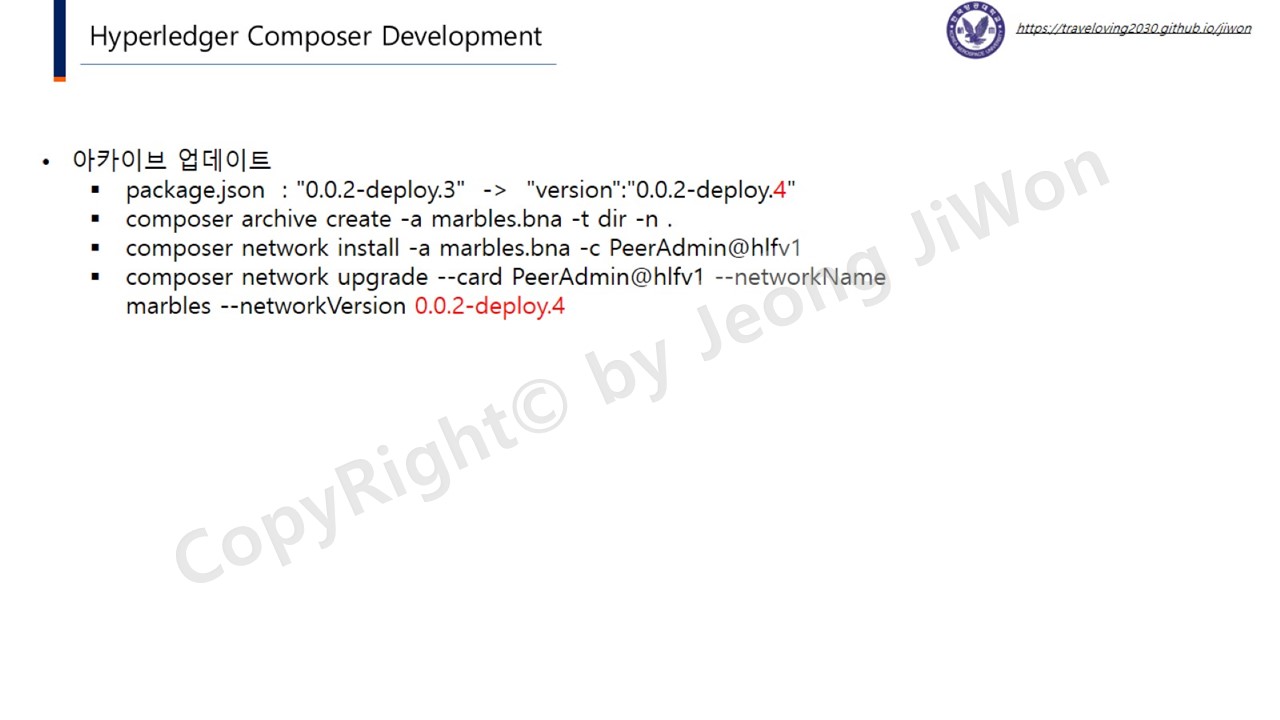 Hyperledger Composer Development
https://traveloving2030.github.io/jiwon
• 아카이브 업데이트
▪ package.json : "0.0.2-deploy.3" -> "version":"0.0.2-deploy.4"
▪ composer archive create -a marbles.bna -t dir -n .
▪ composer network install -a marbles.bna -c PeerAdmin@hlfv1
▪ composer network upgrade --card PeerAdmin@hlfv1 --networkName
marbles --networkVersion 0.0.2-deploy.4
CopyRight© by Jeong JiWon